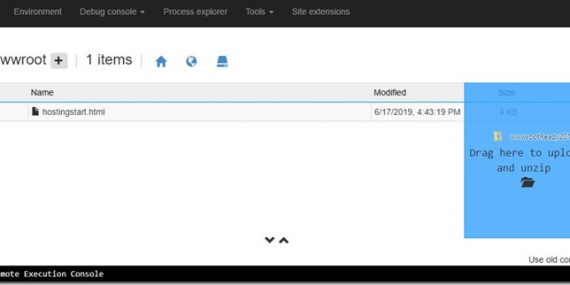 Environment Debug console Process explorer Tools Site extensions
wwroot + 1 items
Name Modified Size
hostingstart.html 6/17/2019, 4:43:19 PM 4 KB
Drag here to uplo
and unzip
Use old co
mote Execution Console